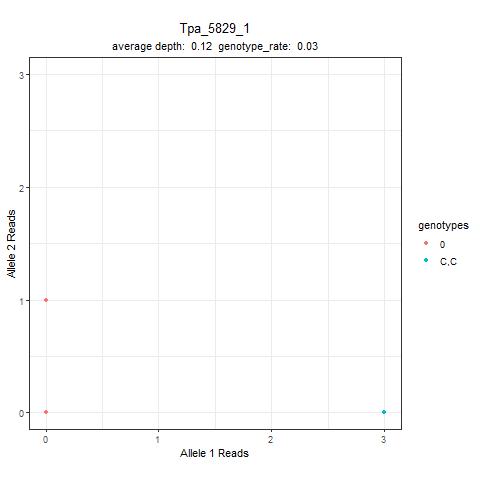 Tpa_5829_1
average depth:  0.12  genotype_rate:  0.03
3
2
1
0
Allele 2 Reads
0
1
2
3
Allele 1 Reads
genotypes
0
C,C